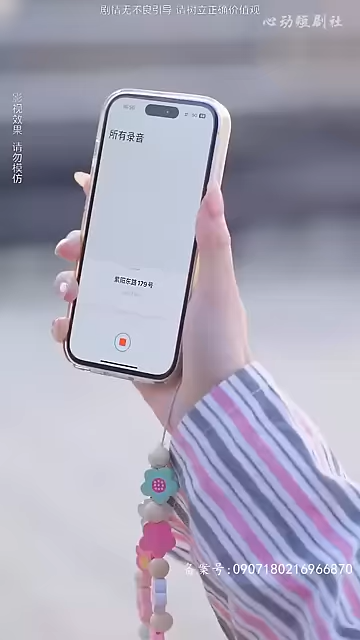 剧情无不良引导 请树立正确价值观
心动短剧社
影视效果 请勿模仿
所有录音
紫阳东路179号
备案号:0907180216966870